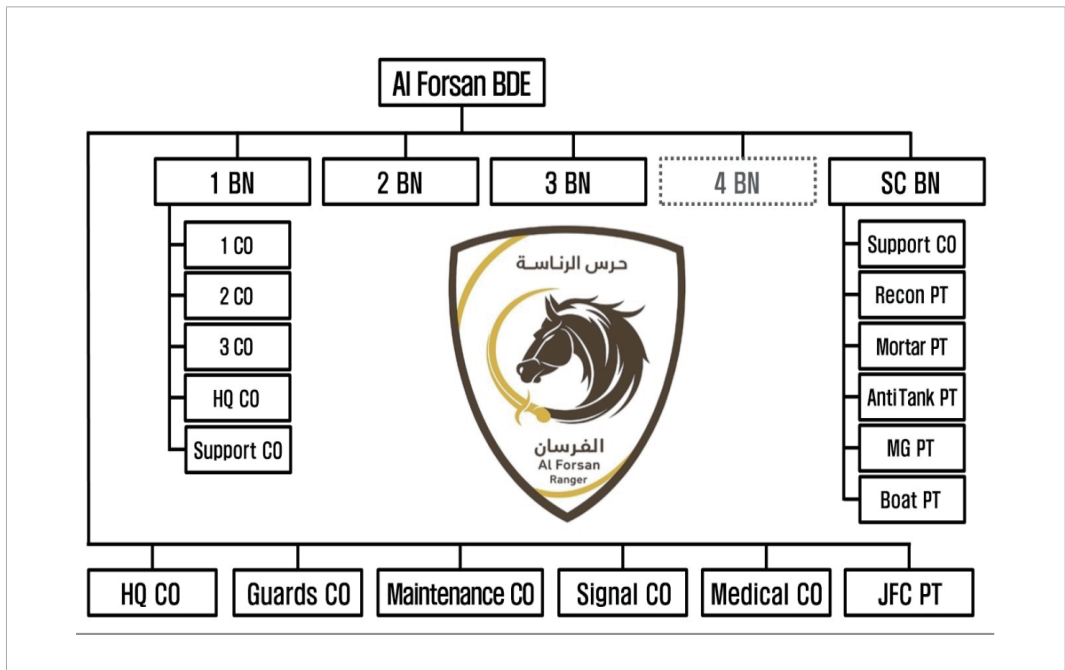 Al Forsan BDE
1 BN
2 BN
3 BN
4 BN
SC BN
1 CO
2 CO
3 CO
HQ CO
Support CO
حرس الرئاسة
الفرسان
Al Forsan
Ranger
Support CO
Recon PT
Mortar PT
AntiTank PT
MG PT
Boat PT
HQ CO
Guards CO
Maintenance CO
Signal CO
Medical CO
JFC PT